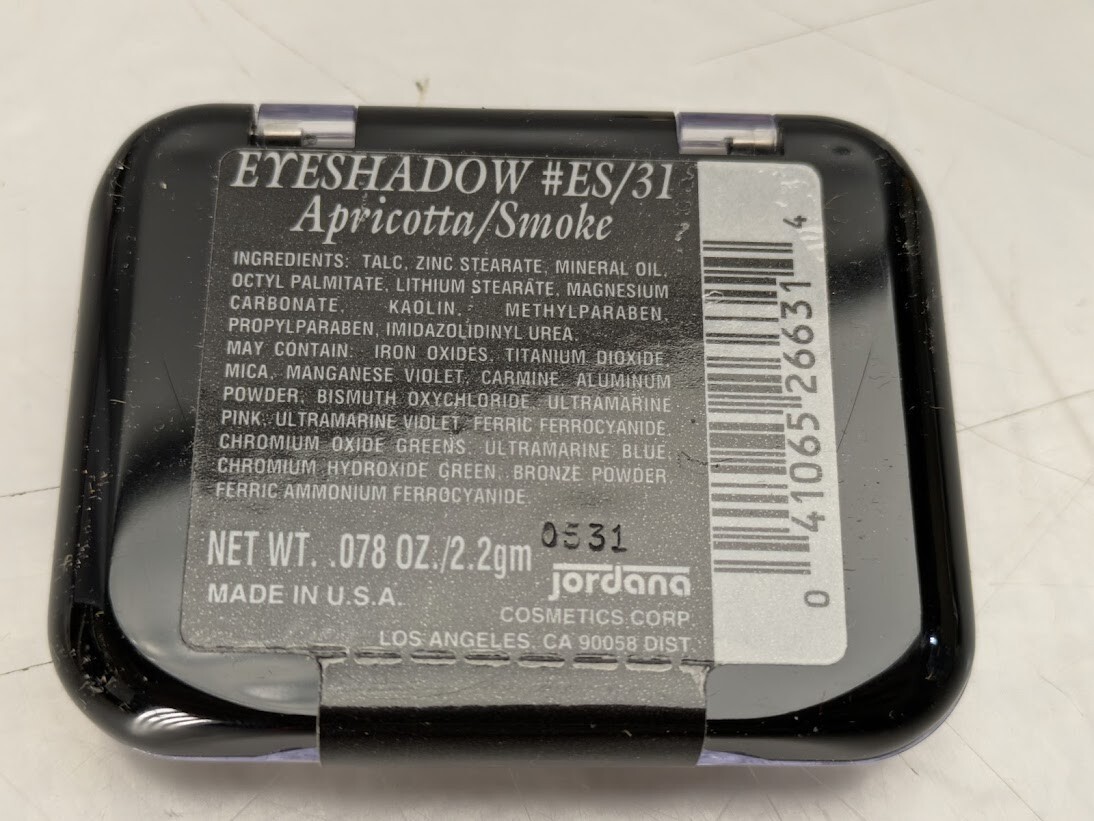 EYESHADOW #ES/31
Apricotta/Smoke
INGREDIENTS: TALC, ZINC STEARATE, MINERAL OIL,
OCTYL PALMITATE, LITHIUM STEARATE, MAGNESIUM
CARBONATE, KAOLIN, METHYLPARABEN,
PROPYLPARABEN, IMIDAZOLIDINYL UREA.
MAY CONTAIN: IRON OXIDES, TITANIUM DIOXIDE
MICA, MANGANESE VIOLET, CARMINE, ALUMINUM
POWDER, BISMUTH OXYCHLORIDE, ULTRAMARINE
PINK, ULTRAMARINE VIOLET, FERRIC FERROCYANIDE,
CHROMIUM OXIDE GREENS, ULTRAMARINE BLUE,
CHROMIUM HYDROXIDE GREEN, BRONZE POWDER,
FERRIC AMMONIUM FERROCYANIDE.
NET WT. .078 OZ./2.2gm
0531
MADE IN U.S.A.
jordana
COSMETICS CORP.
LOS ANGELES, CA 90058 DIST.
0 41065 26631 4